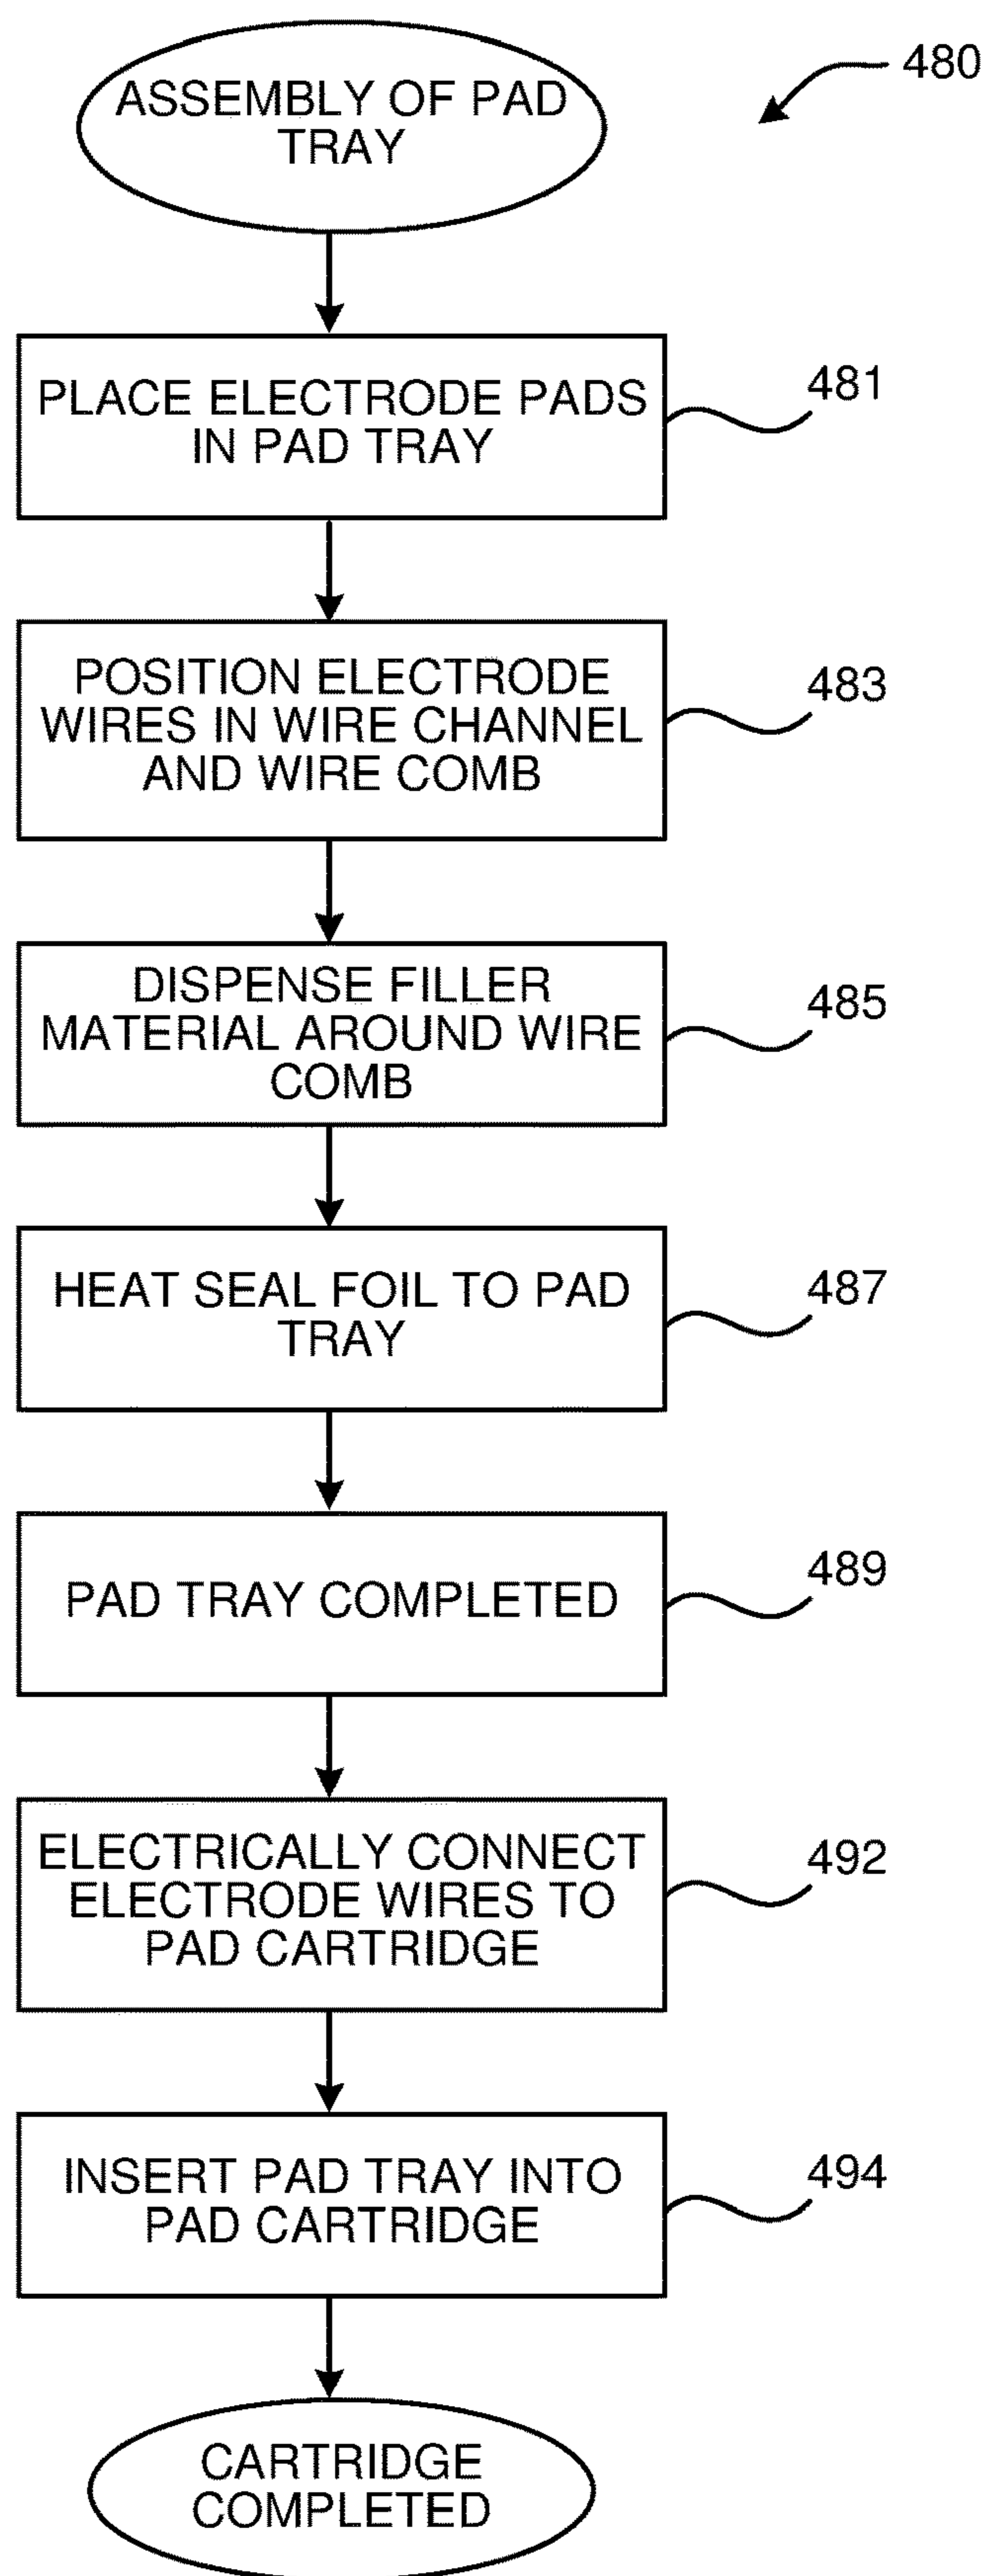 480
ASSEMBLY OF PAD
TRAY
PLACE ELECTRODE PADS
IN PAD TRAY
481
POSITION ELECTRODE
WIRES IN WIRE CHANNEL
AND WIRE COMB
483
DISPENSE FILLER
MATERIAL AROUND WIRE
COMB
485
HEAT SEAL FOIL TO PAD
TRAY
487
PAD TRAY COMPLETED
489
ELECTRICALLY CONNECT
ELECTRODE WIRES TO
PAD CARTRIDGE
492
INSERT PAD TRAY INTO
PAD CARTRIDGE
494
CARTRIDGE
COMPLETED